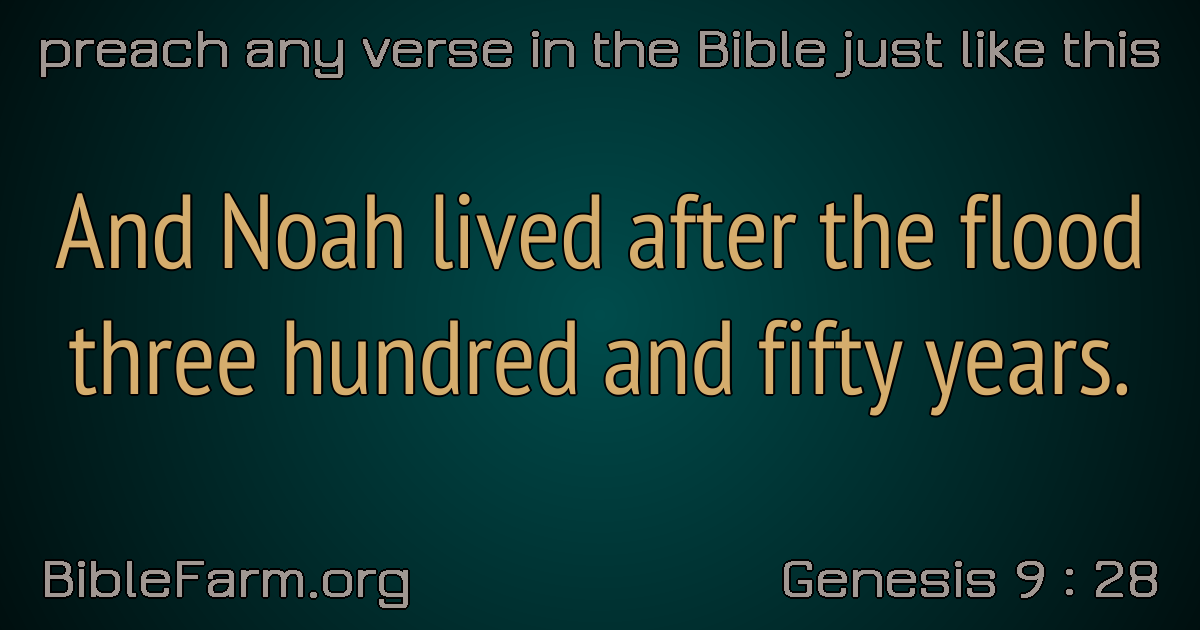 preach any verse in the Bible just like this
And Noah lived after the flood
three hundred and fifty years.
BibleFarm.org
Genesis 9 : 28